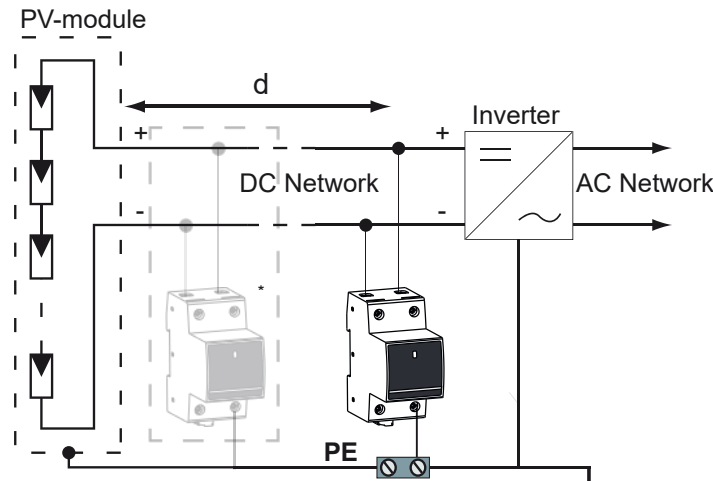 PV-module
d
Inverter
+
+
DC Network
AC Network
-
-
*
PE